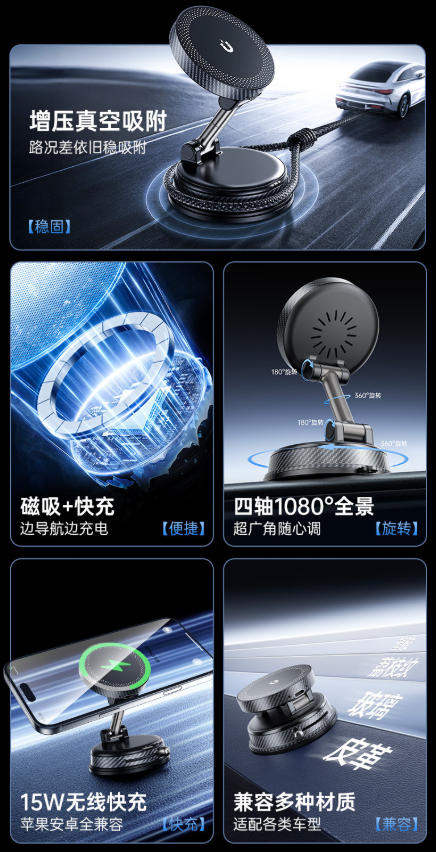 增压真空吸附
路况差依旧稳吸附
【稳固】
磁吸+快充
边导航边充电
【便捷】
180°旋转
360°旋转
180°旋转
360°旋转
四轴1080°全景
超广角随心调
【旋转】
15W无线快充
苹果安卓全兼容
【快充】
荔枝纹
玻璃
皮革
兼容多种材质
适配各类车型
【兼容】